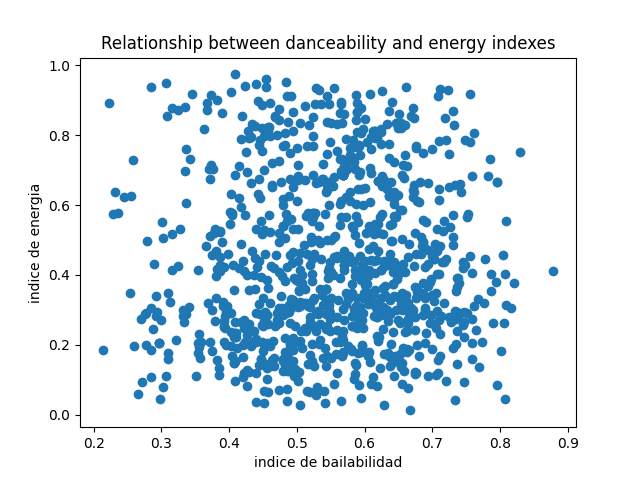 Relationship between danceability and energy indexes
1.0
0.8
0.6
0.4
0.2
0.0
indice de energia
0.2 0.3 0.4 0.5 0.6 0.7 0.8 0.9
indice de bailabilidad